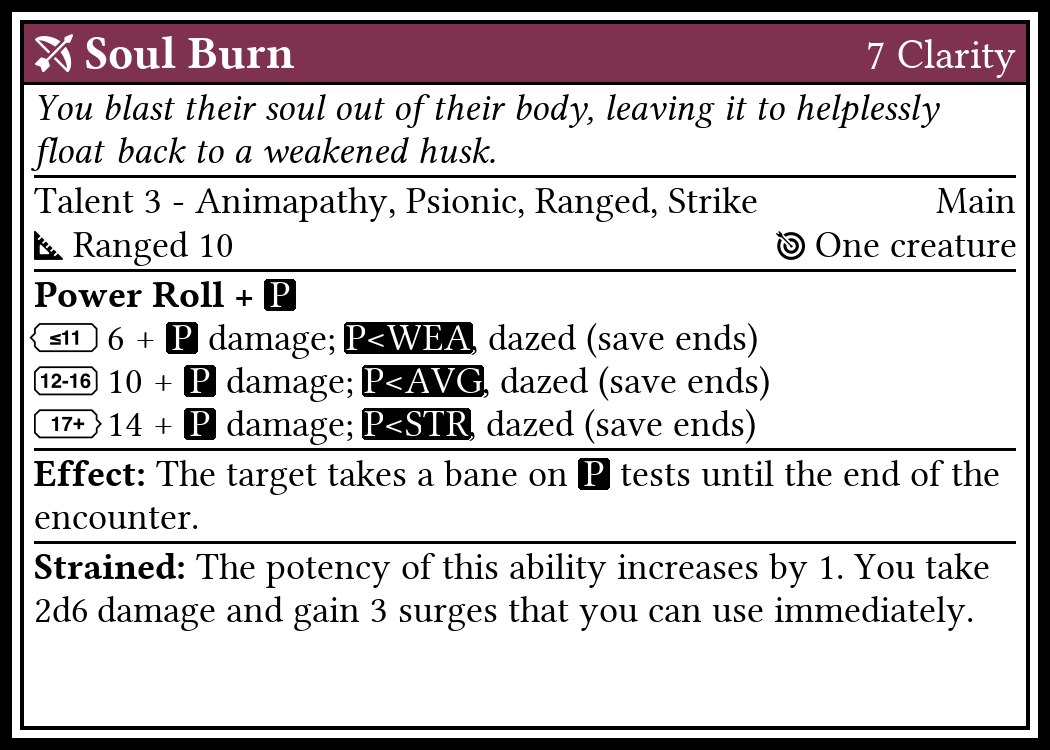 Soul Burn 7 Clarity
You blast their soul out of their body, leaving it to helplessly
float back to a weakened husk.
Talent 3 - Animapathy, Psionic, Ranged, Strike Main
Ranged 10 One creature
Power Roll + P
≤11 6 + P damage; P<WEA, dazed (save ends)
12-16 10 + P damage; P<AVG, dazed (save ends)
17+ 14 + P damage; P<STR, dazed (save ends)
Effect: The target takes a bane on P tests until the end of the
encounter.
Strained: The potency of this ability increases by 1. You take
2d6 damage and gain 3 surges that you can use immediately.